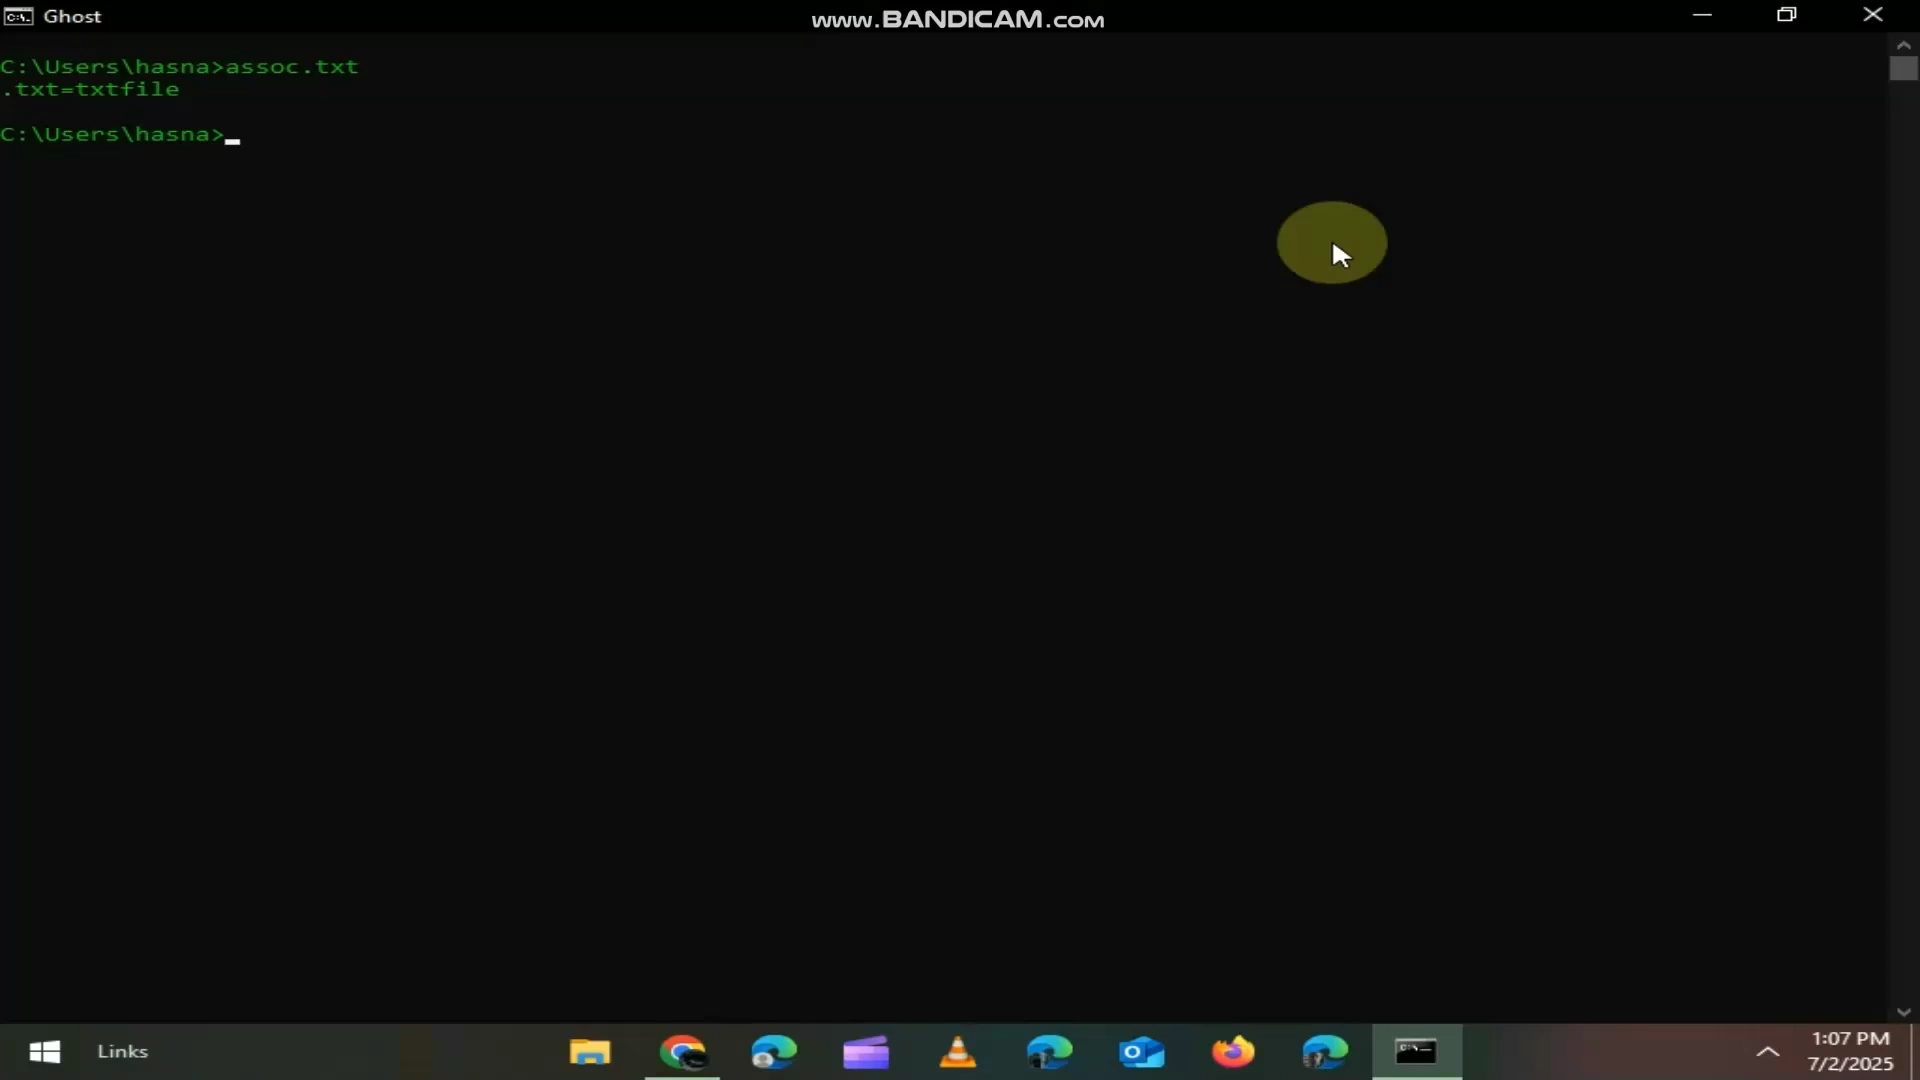 Ghost
www.BANDICAM.com
C:\Users\hasna>assoc.txt
.txt=txtfile
C:\Users\hasna>
Links
1:07 PM
7/2/2025